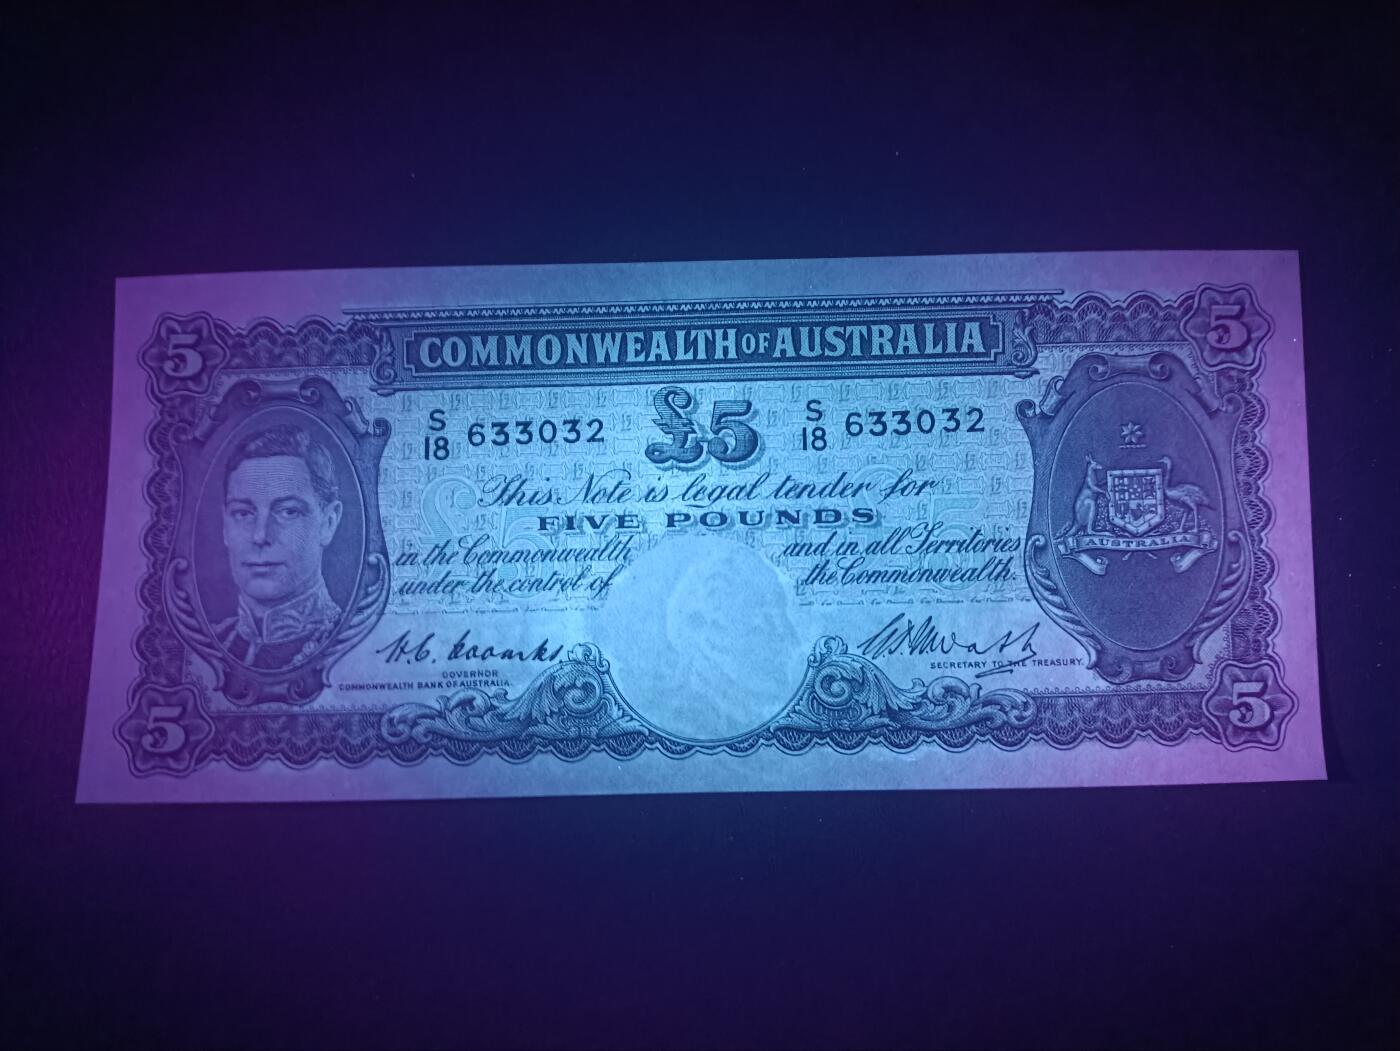 5
5
COMMONWEALTH OF AUSTRALIA
S
18 633032
£5
S
18 633032
This Note is legal tender for
FIVE POUNDS
in the Commonwealth
and in all Territories
under the control of
the Commonwealth.
AUSTRALIA
GOVERNOR
COMMONWEALTH BANK OF AUSTRALIA.
SECRETARY TO THE TREASURY.
5
5